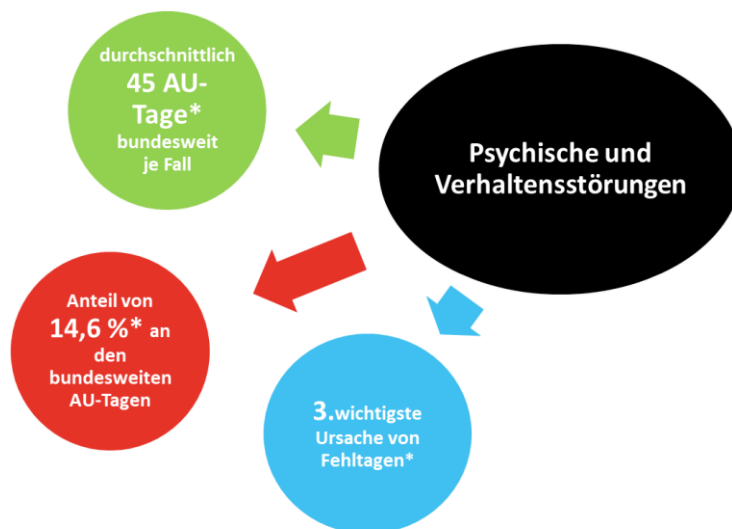 durchschnittlich
45 AU-
Tage*
bundesweit
je Fall
Psychische und
Verhaltensstörungen
Anteil von
14,6 %* an
den
bundesweiten
AU-Tagen
3.wichtigste
Ursache von
Fehltagen*